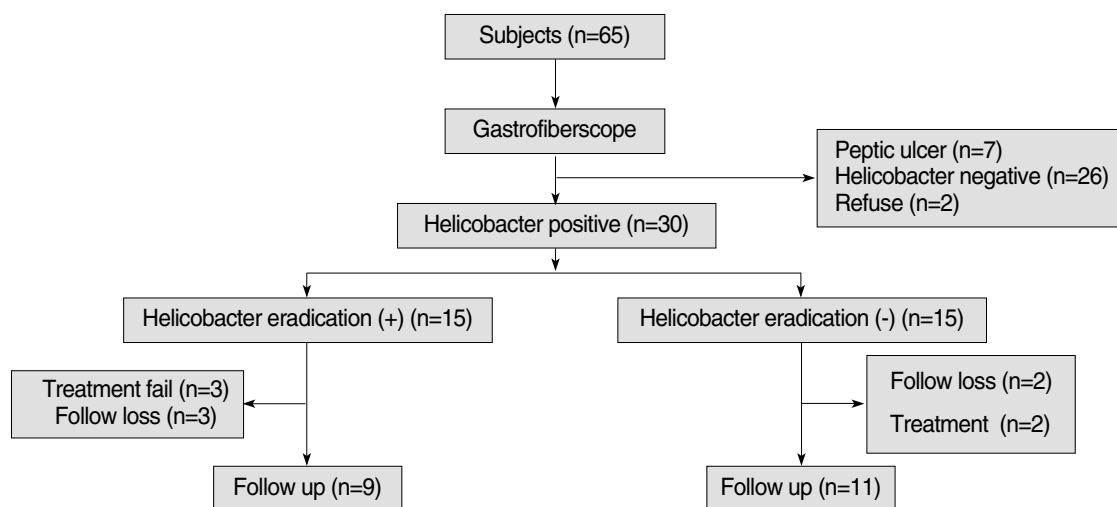 Subjects (n=65)
Gastrofiberscope
Peptic ulcer (n=7)
Helicobacter negative (n=26)
Refuse (n=2)
Helicobacter positive (n=30)
Helicobacter eradication (+) (n=15)
Helicobacter eradication (-) (n=15)
Treatment fail (n=3)
Follow loss (n=3)
Follow loss (n=2)
Treatment (n=2)
Follow up (n=9)
Follow up (n=11)